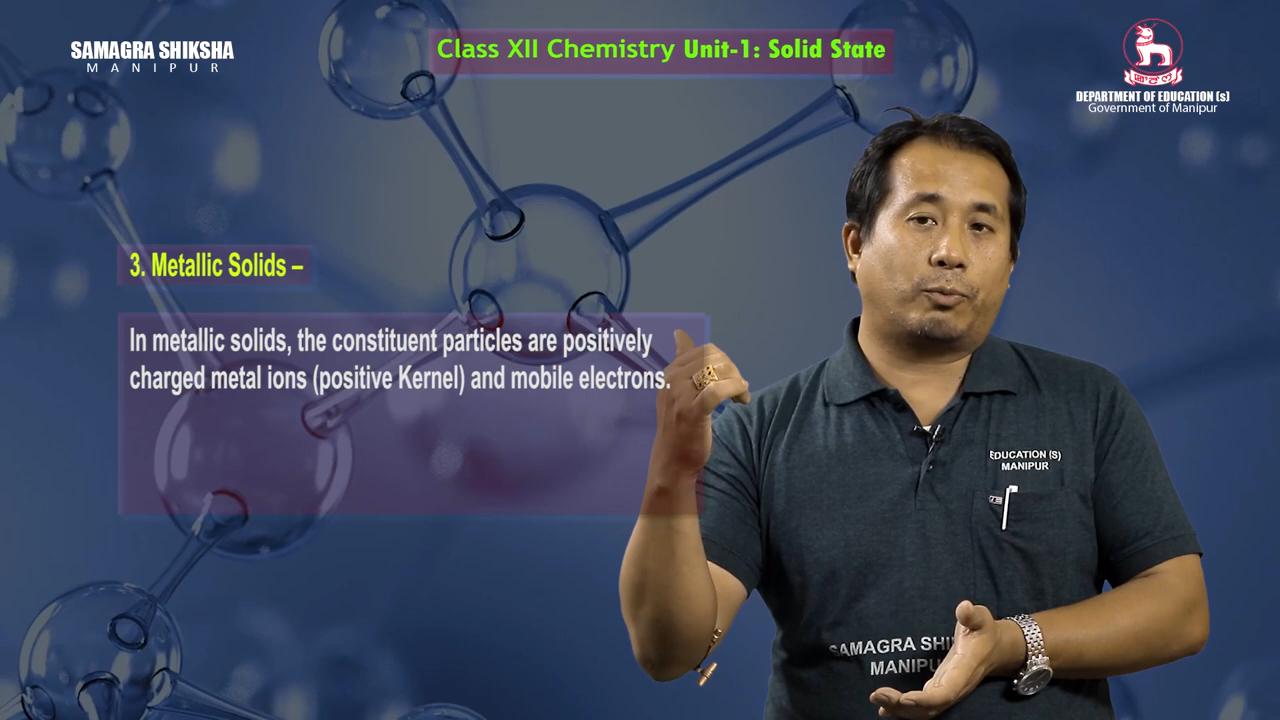 SAMAGRA SHIKSHA
MANIPUR
Class XII Chemistry Unit-1: Solid State
DEPARTMENT OF EDUCATION (s)
Government of Manipur
3. Metallic Solids –
In metallic solids, the constituent particles are positively
charged metal ions (positive Kernel) and mobile electrons.
EDUCATION (S)
MANIPUR
SAMAGRA